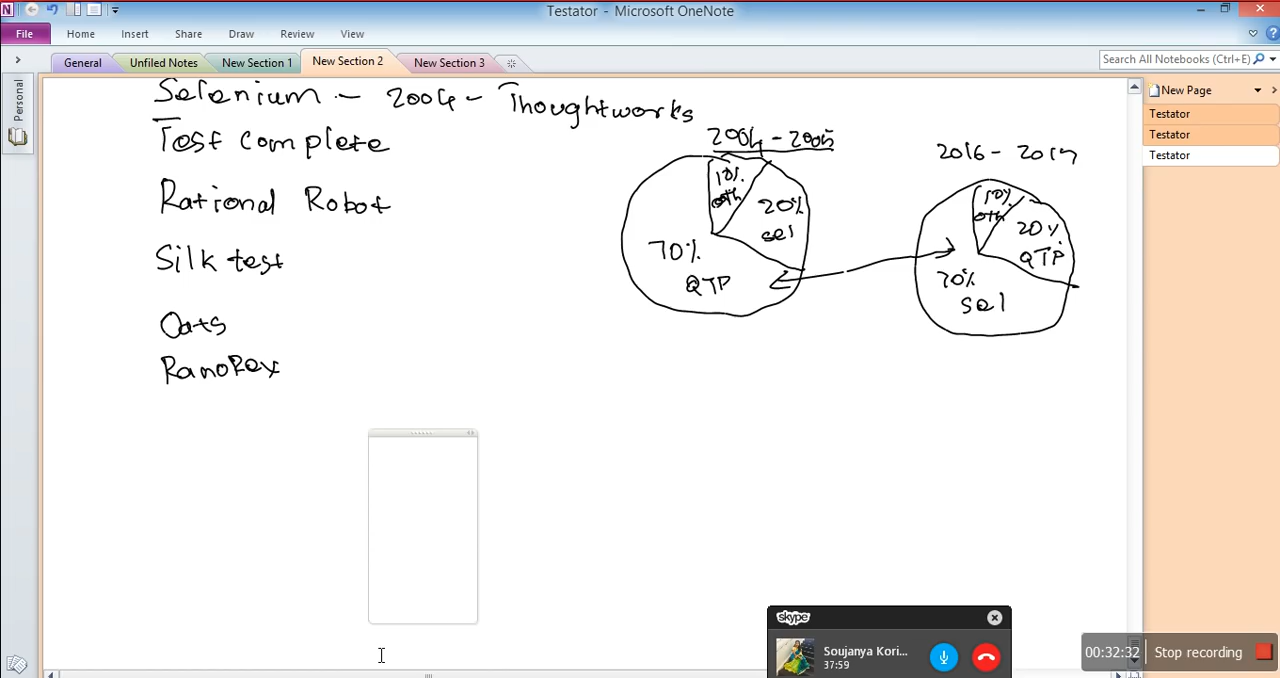 Testator - Microsoft OneNote
File Home Insert Share Draw Review View
General Unfiled Notes New Section 1 New Section 2 New Section 3
Search All Notebooks (Ctrl+E)
Personal
New Page
Testator
Testator
Testator
Selenium - 2004 - Thoughtworks
Test complete
Rational Robot
Silk test
Oats
RanoRex
2004 - 2005
10%
oth
20%
sel
70%
QTP
2016 - 2017
10%
oth
20%
QTP
70%
sel
skype
Soujanya Kori...
37:59
00:32:32 Stop recording